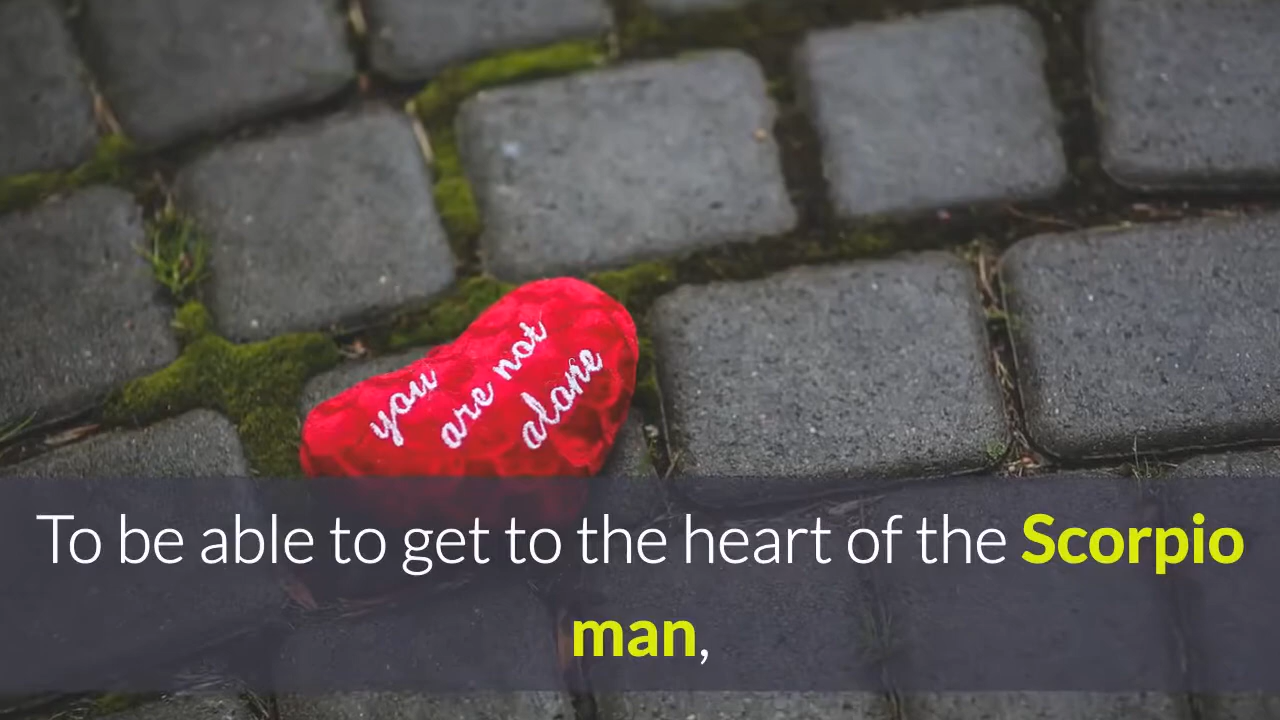 you
are not
alone
To be able to get to the heart of the Scorpio
man,